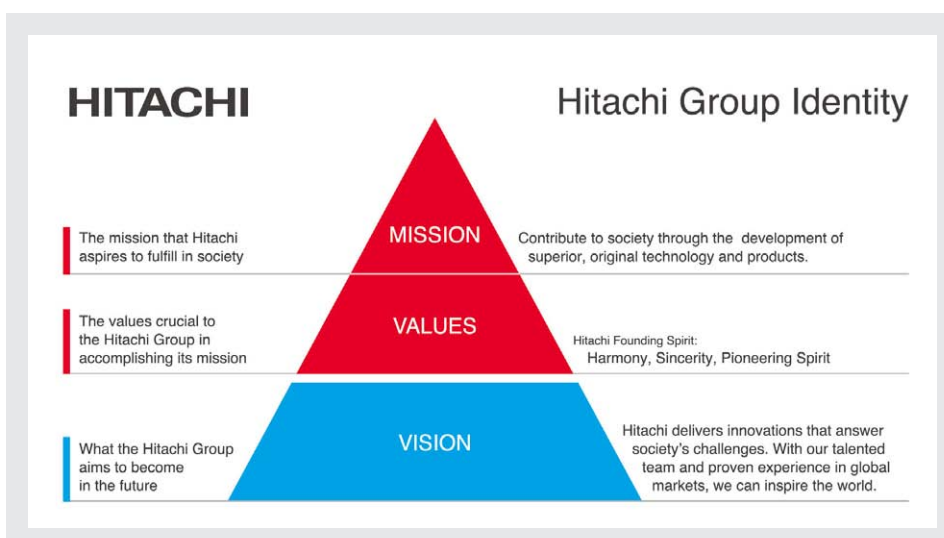 HITACHI
Hitachi Group Identity
The mission that Hitachi
aspires to fulfill in society
MISSION
Contribute to society through the development of
superior, original technology and products.
The values crucial to
the Hitachi Group in
accomplishing its mission
VALUES
Hitachi Founding Spirit:
Harmony, Sincerity, Pioneering Spirit
What the Hitachi Group
aims to become
in the future
VISION
Hitachi delivers innovations that answer
society's challenges. With our talented
team and proven experience in global
markets, we can inspire the world.